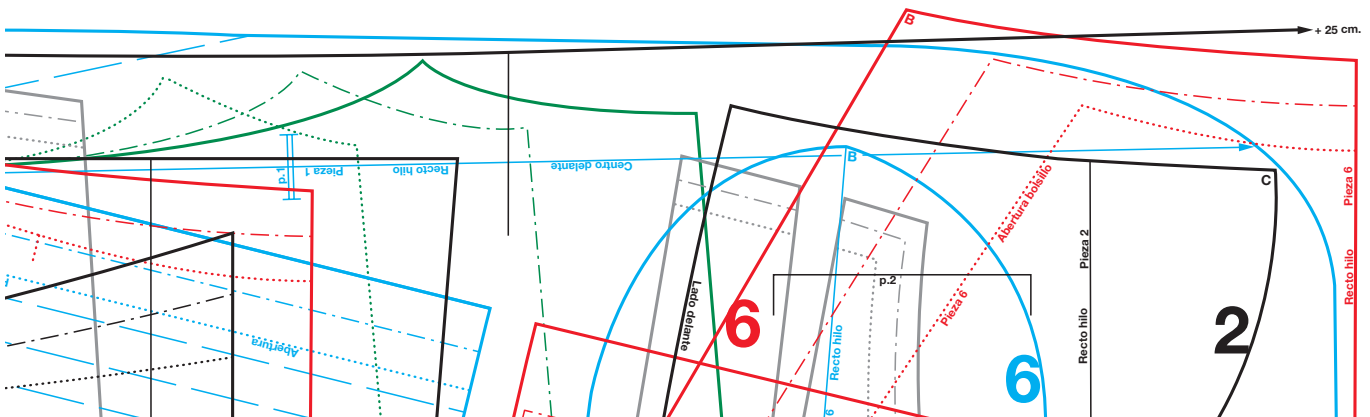 B
+ 25 cm.
p.1
Pieza 1
Recto hilo
Centro delante
B
C
Abertura bolsillo
Pieza 6
Pieza 6
Recto hilo
Pieza 2
Recto hilo
Lado delante
p.2
6
Recto hilo
6
6
2
Abertura